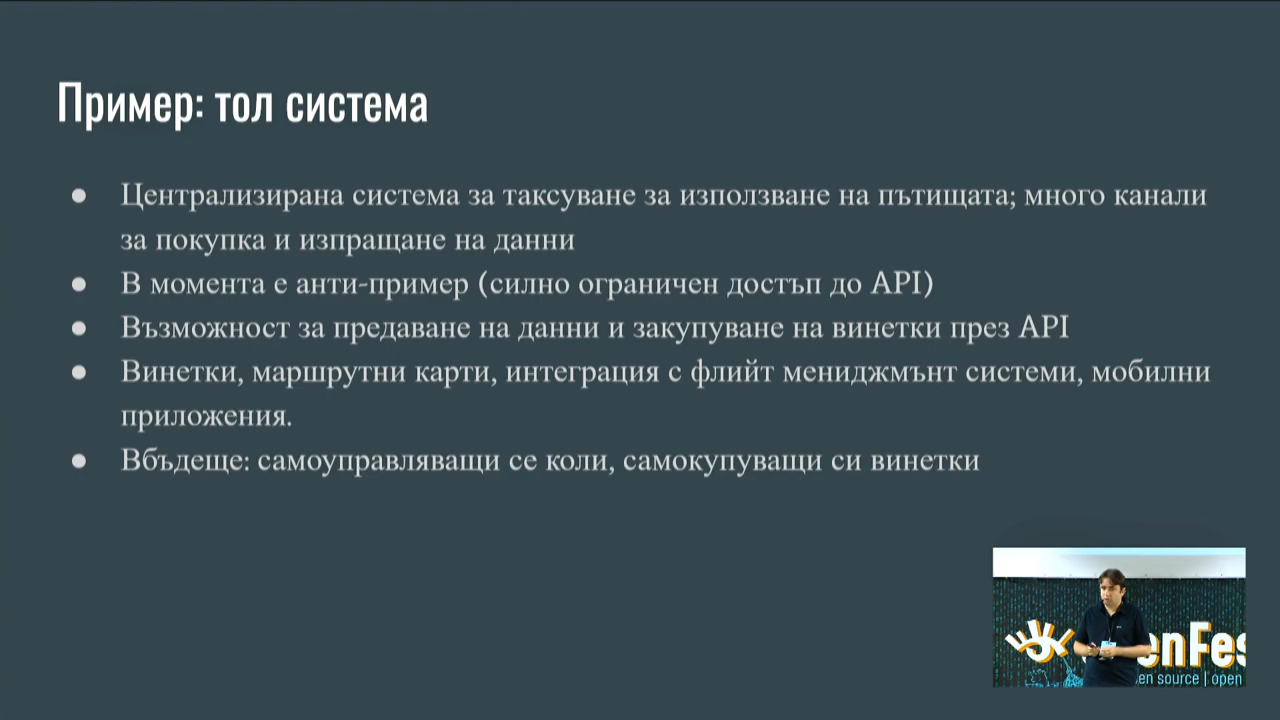 Пример: тол система
● Централизирана система за таксуване за използване на пътищата; много канали
за покупка и изпращане на данни
● В момента е анти-пример (силно ограничен достъп до API)
● Възможност за предаване на данни и закупуване на винетки през API
● Винетки, маршрутни карти, интеграция с флийт мениджмънт системи, мобилни
приложения.
● Вбъдеще: самоуправляващи се коли, самокупуващи си винетки
enFes
en source | open